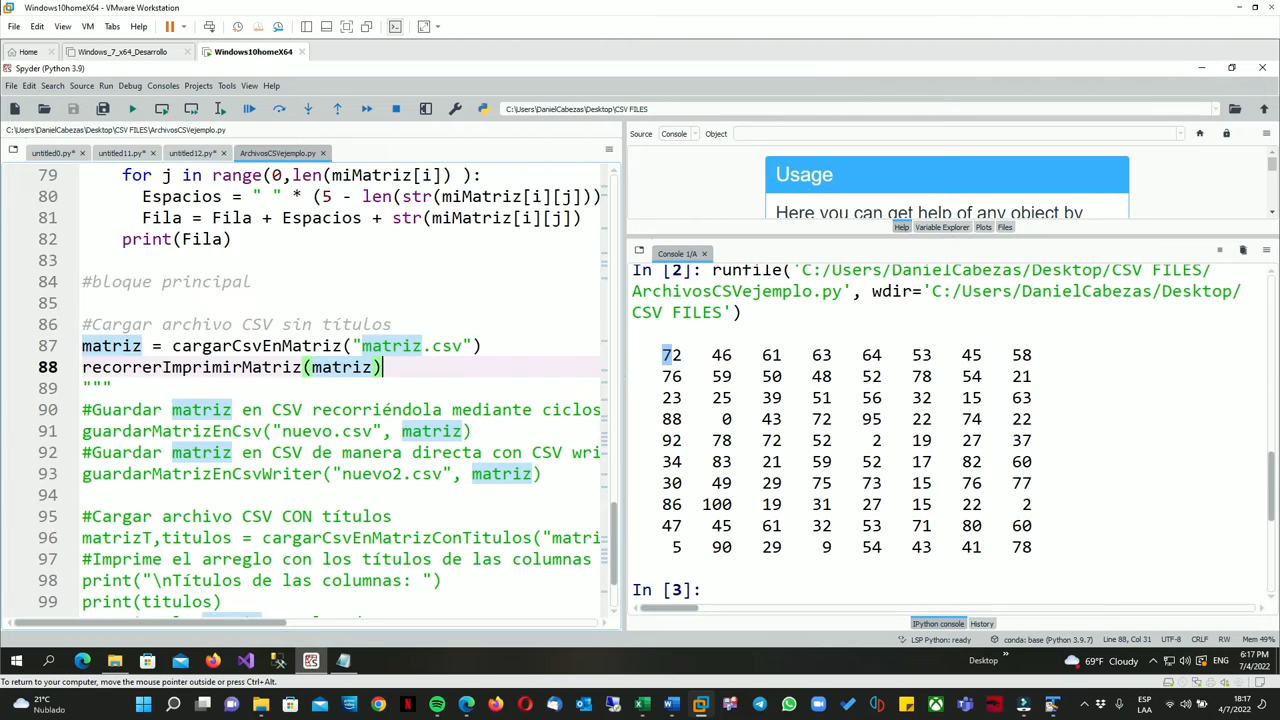 Windows10homeX64 - VMware Workstation
File Edit View VM Tabs Help
Home Windows_7_x64_Desarrollo Windows10homeX64
Spyder (Python 3.9)
File Edit Search Source Run Debug Consoles Projects Tools View Help
C:\Users\DanielCabezas\Desktop\CSV FILES
C:\Users\DanielCabezas\Desktop\CSV FILES\ArchivosCSVejemplo.py
untitled0.py* untitled11.py* untitled12.py* ArchivosCSVejemplo.py
79 for j in range(0,len(miMatriz[i]) ):
80 Espacios = " " * (5 - len(str(miMatriz[i][j]))
81 Fila = Fila + Espacios + str(miMatriz[i][j])
82 print(Fila)
83
84 #bloque principal
85
86 #Cargar archivo CSV sin títulos
87 matriz = cargarCsvEnMatriz("matriz.csv")
88 recorrerImprimirMatriz(matriz)
89 """
90 #Guardar matriz en CSV recorriéndola mediante ciclos
91 guardarMatrizEnCsv("nuevo.csv", matriz)
92 #Guardar matriz en CSV de manera directa con CSV wri
93 guardarMatrizEnCsvWriter("nuevo2.csv", matriz)
94
95 #Cargar archivo CSV CON títulos
96 matrizT,titulos = cargarCsvEnMatrizConTitulos("matri
97 #Imprime el arreglo con los títulos de las columnas
98 print("\nTítulos de las columnas: ")
99 print(titulos)
Source Console Object
Usage
Here you can get help of any object by
Help Variable Explorer Plots Files
Console 1/A
In [2]: runfile('C:/Users/DanielCabezas/Desktop/CSV FILES/
ArchivosCSVejemplo.py', wdir='C:/Users/DanielCabezas/Desktop/
CSV FILES')
72 46 61 63 64 53 45 58
76 59 50 48 52 78 54 21
23 25 39 51 62 32 15 63
88 0 43 72 95 22 74 22
92 78 72 52 2 19 27 37
34 83 21 59 52 17 82 60
30 49 29 75 73 15 76 77
86 100 19 31 27 15 22 2
47 45 61 32 53 71 80 60
5 90 29 9 54 43 41 78
In [3]:
IPython console History
LSP Python: ready conda: base (Python 3.9.7) Line 88, Col 31 UTF-8 CRLF RW Mem 49%
Desktop 69°F Cloudy ENG 6:17 PM
7/4/2022
To return to your computer, move the mouse pointer outside or press Ctrl+Alt.
21°C
Nublado
ESP
LAA
18:17
4/7/2022